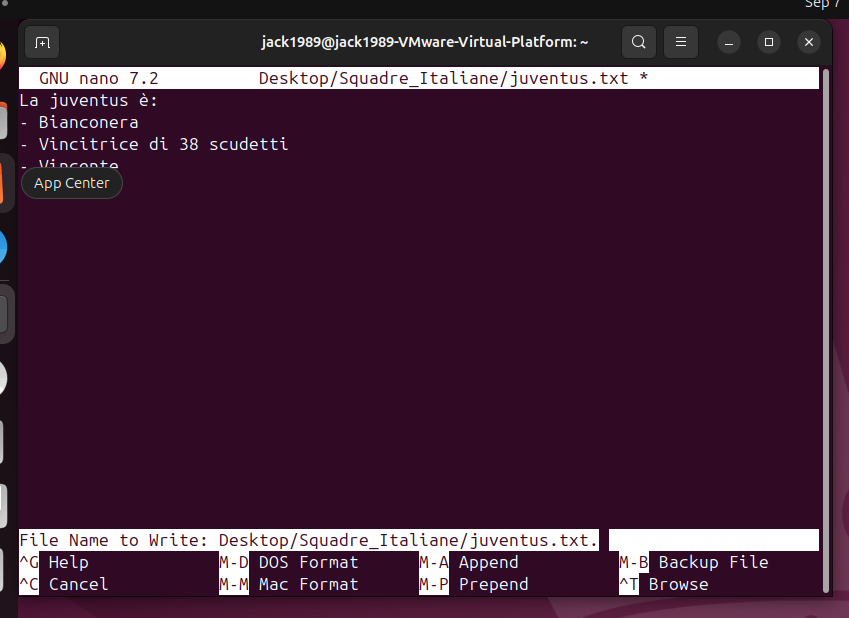 Sep 7
jack1989@jack1989-VMware-Virtual-Platform: ~
GNU nano 7.2 Desktop/Squadre_Italiane/juventus.txt *
La juventus è:
- Bianconera
- Vincitrice di 38 scudetti
- Vincente
App Center
File Name to Write: Desktop/Squadre_Italiane/juventus.txt.
^G Help M-D DOS Format M-A Append M-B Backup File
^C Cancel M-M Mac Format M-P Prepend ^T Browse